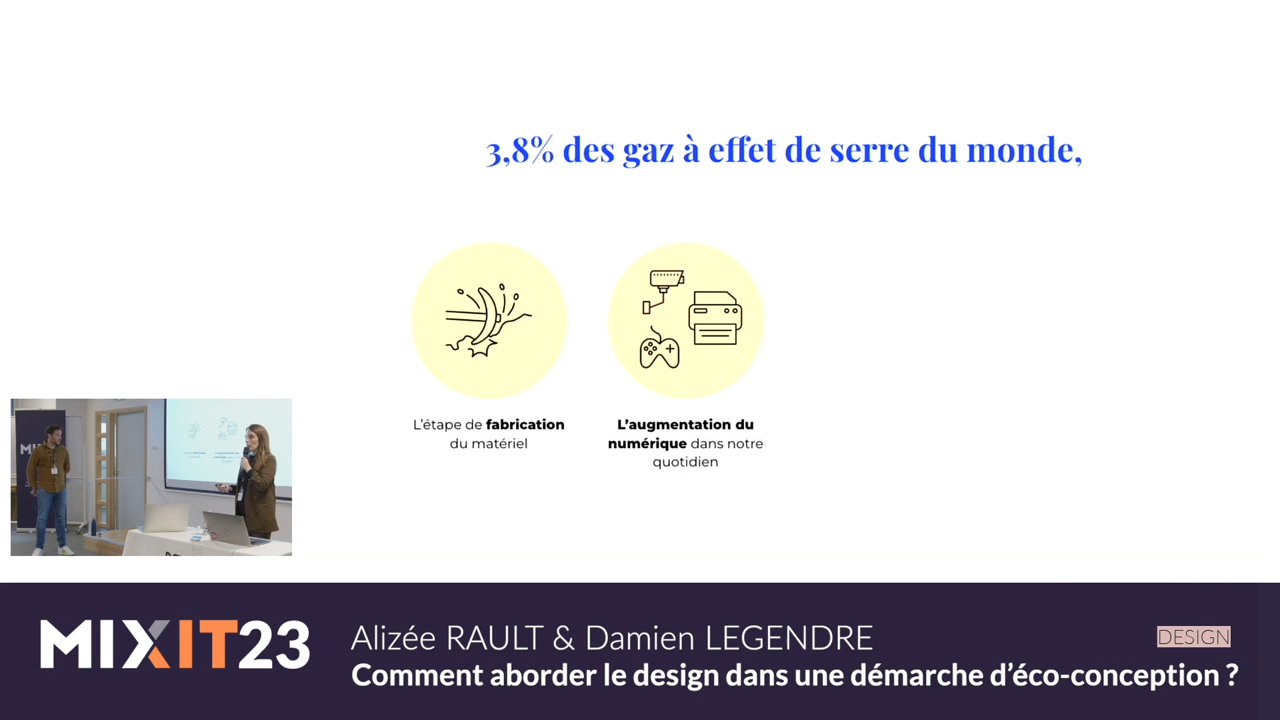 3,8% des gaz à effet de serre du monde,
L'étape de fabrication
du matériel
L'augmentation du
numérique dans notre
quotidien
MIXIT23
Alizée RAULT & Damien LEGENDRE
DESIGN
Comment aborder le design dans une démarche d'éco-conception ?